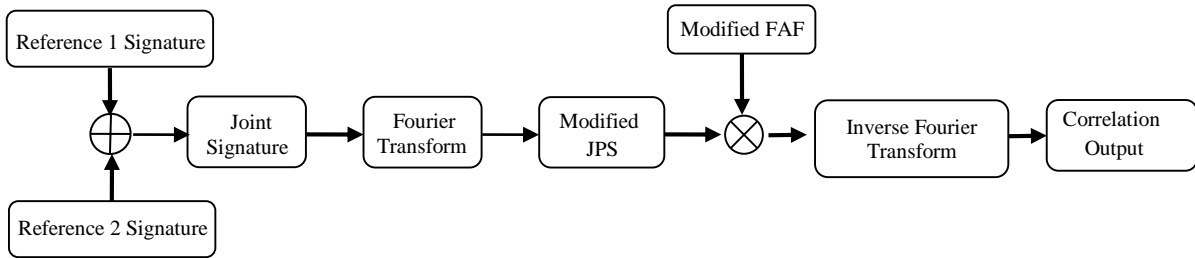 Reference 1 Signature
Modified FAF
Joint
Signature
Fourier
Transform
Modified
JPS
Inverse Fourier
Transform
Correlation
Output
Reference 2 Signature